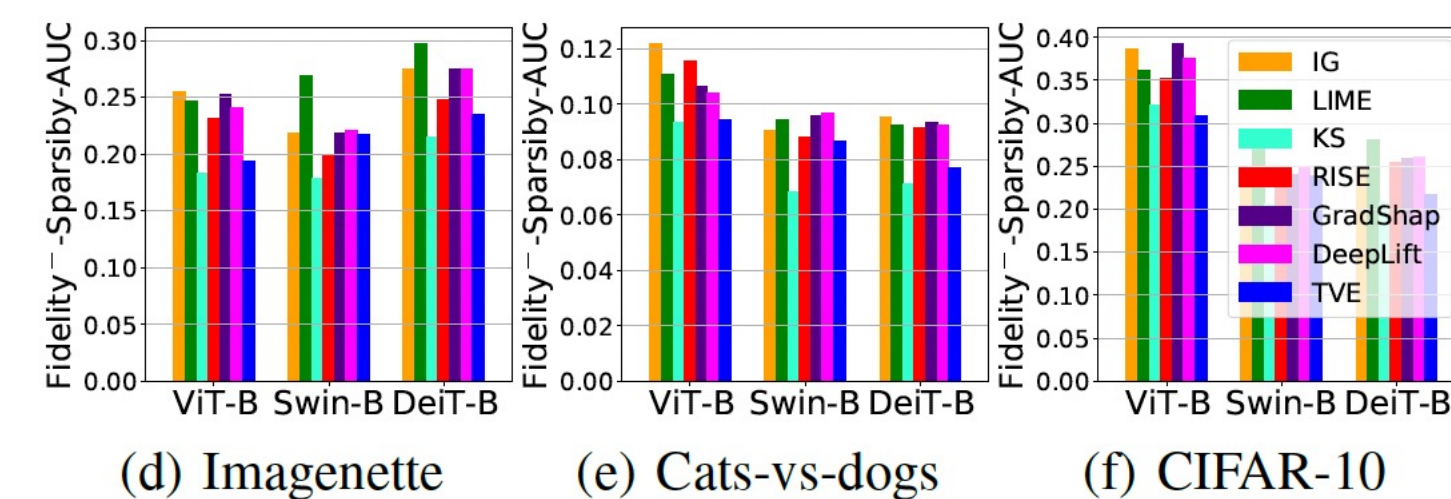 Fidelity⁻-Sparsiby-AUC
0.30
0.25
0.20
0.15
0.10
0.05
0.00
ViT-B Swin-B DeiT-B
(d) Imagenette
Fidelity⁻-Sparsiby-AUC
0.12
0.10
0.08
0.06
0.04
0.02
0.00
ViT-B Swin-B DeiT-B
(e) Cats-vs-dogs
Fidelity⁻-Sparsiby-AUC
0.40
0.35
0.30
0.25
0.20
0.15
0.10
0.05
0.00
IG
LIME
KS
RISE
GradShap
DeepLift
TVE
ViT-B Swin-B DeiT-B
(f) CIFAR-10